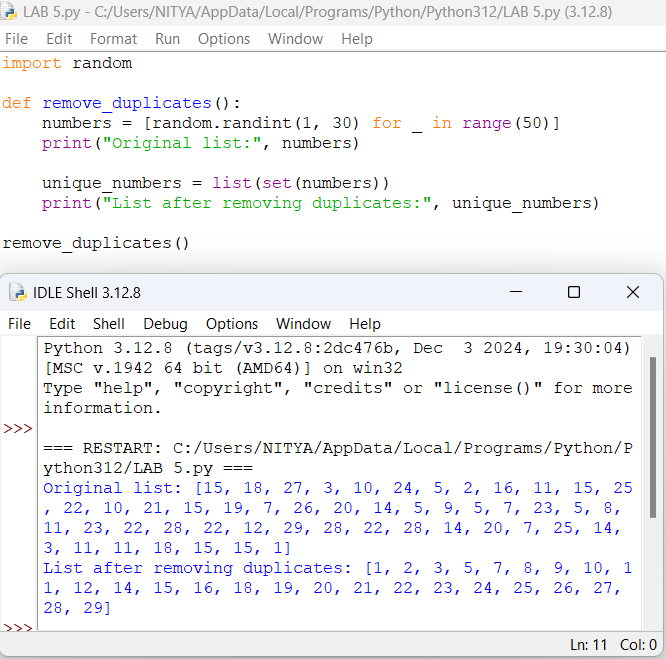 LAB 5.py - C:/Users/NITYA/AppData/Local/Programs/Python/Python312/LAB 5.py (3.12.8)
File Edit Format Run Options Window Help
import random
def remove_duplicates():
    numbers = [random.randint(1, 30) for _ in range(50)]
    print("Original list:", numbers)
    unique_numbers = list(set(numbers))
    print("List after removing duplicates:", unique_numbers)
remove_duplicates()
IDLE Shell 3.12.8
File Edit Shell Debug Options Window Help
Python 3.12.8 (tags/v3.12.8:2dc476b, Dec  3 2024, 19:30:04)
[MSC v.1942 64 bit (AMD64)] on win32
Type "help", "copyright", "credits" or "license()" for more
information.
>>>
=== RESTART: C:/Users/NITYA/AppData/Local/Programs/Python/P
ython312/LAB 5.py ===
Original list: [15, 18, 27, 3, 10, 24, 5, 2, 16, 11, 15, 25
, 22, 10, 21, 15, 19, 7, 26, 20, 14, 5, 9, 5, 7, 23, 5, 8,
11, 23, 22, 28, 22, 12, 29, 28, 22, 28, 14, 20, 7, 25, 14,
3, 11, 11, 18, 15, 15, 1]
List after removing duplicates: [1, 2, 3, 5, 7, 8, 9, 10, 1
1, 12, 14, 15, 16, 18, 19, 20, 21, 22, 23, 24, 25, 26, 27,
28, 29]
>>>
Ln: 11 Col: 0